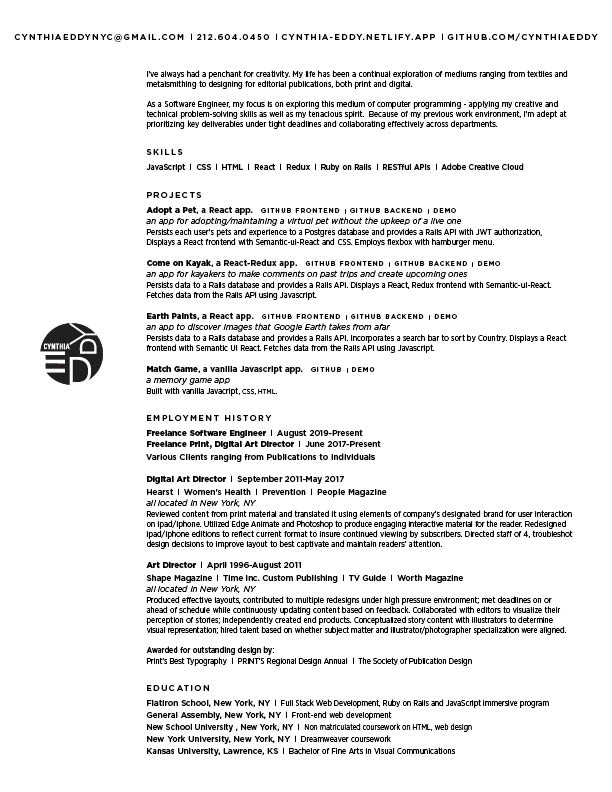 CYNTHIAEDDYNYC@GMAIL.COM | 212.604.0450 | CYNTHIA-EDDY.NETLIFY.APP | GITHUB.COM/CYNTHIAEDDY
I've always had a penchant for creativity. My life has been a continual exploration of mediums ranging from textiles and
metalsmithing to designing for editorial publications, both print and digital.
As a Software Engineer, my focus is on exploring this medium of computer programming - applying my creative and
technical problem-solving skills as well as my tenacious spirit. Because of my previous work environment, I'm adept at
prioritizing key deliverables under tight deadlines and collaborating effectively across departments.
SKILLS
JavaScript | CSS | HTML | React | Redux | Ruby on Rails | RESTful APIs | Adobe Creative Cloud
PROJECTS
Adopt a Pet, a React app. GITHUB FRONTEND | GITHUB BACKEND | DEMO
an app for adopting/maintaining a virtual pet without the upkeep of a live one
Persists each user's pets and experience to a Postgres database and provides a Rails API with JWT authorization,
Displays a React frontend with Semantic-ui-React and CSS. Employs flexbox with hamburger menu.
Come on Kayak, a React-Redux app. GITHUB FRONTEND | GITHUB BACKEND | DEMO
an app for kayakers to make comments on past trips and create upcoming ones
Persists data to a Rails database and provides a Rails API. Displays a React, Redux frontend with Semantic-ui-React.
Fetches data from the Rails API using Javascript.
Earth Paints, a React app. GITHUB FRONTEND | GITHUB BACKEND | DEMO
an app to discover images that Google Earth takes from afar
Persists data to a Rails database and provides a Rails API. Incorporates a search bar to sort by Country. Displays a React
frontend with Semantic UI React. Fetches data from the Rails API using Javascript.
CYNTHIA
EDDY
Match Game, a vanilla Javascript app. GITHUB | DEMO
a memory game app
Built with vanilla Javacript, CSS, HTML.
EMPLOYMENT HISTORY
Freelance Software Engineer | August 2019-Present
Freelance Print, Digital Art Director | June 2017-Present
Various Clients ranging from Publications to Individuals
Digital Art Director | September 2011-May 2017
Hearst | Women's Health | Prevention | People Magazine
all located in New York, NY
Reviewed content from print material and translated it using elements of company's designated brand for user interaction
on ipad/iphone. Utilized Edge Animate and Photoshop to produce engaging interactive material for the reader. Redesigned
ipad/iphone editions to reflect current format to insure continued viewing by subscribers. Directed staff of 4, troubleshot
design decisions to improve layout to best captivate and maintain readers' attention.
Art Director | April 1996-August 2011
Shape Magazine | Time Inc. Custom Publishing | TV Guide | Worth Magazine
all located in New York, NY
Produced effective layouts, contributed to multiple redesigns under high pressure environment; met deadlines on or
ahead of schedule while continuously updating content based on feedback. Collaborated with editors to visualize their
perception of stories; independently created end products. Conceptualized story content with illustrators to determine
visual representation; hired talent based on whether subject matter and illustrator/photographer specialization were aligned.
Awarded for outstanding design by:
Print's Best Typography | PRINT'S Regional Design Annual | The Society of Publication Design
EDUCATION
Flatiron School, New York, NY | Full Stack Web Development, Ruby on Rails and JavaScript immersive program
General Assembly, New York, NY | Front-end web development
New School University , New York, NY | Non matriculated coursework on HTML, web design
New York University, New York, NY | Dreamweaver coursework
Kansas University, Lawrence, KS | Bachelor of Fine Arts in Visual Communications